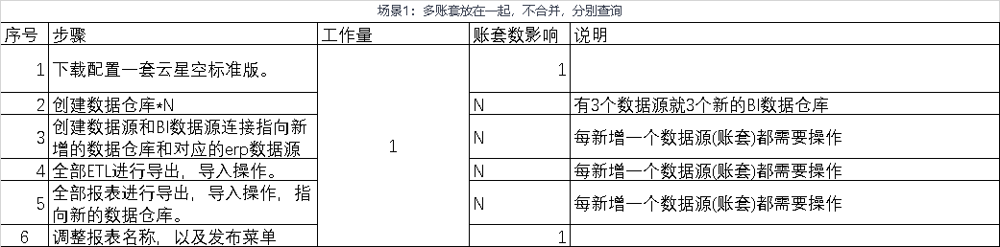 场景1：多账套放在一起，不合并，分别查询
序号 步骤 工作量 账套数影响 说明
1 下载配置一套云星空标准版。 1 1
2 创建数据仓库*N N 有3个数据源就3个新的BI数据仓库
3 创建数据源和BI数据源连接指向新
增的数据仓库和对应的erp数据源 N 每新增一个数据源(账套)都需要操作
4 全部ETL进行导出，导入操作。 N 每新增一个数据源(账套)都需要操作
5 全部报表进行导出，导入操作，指
向新的数据仓库。 N 每新增一个数据源(账套)都需要操作
6 调整报表名称，以及发布菜单 1